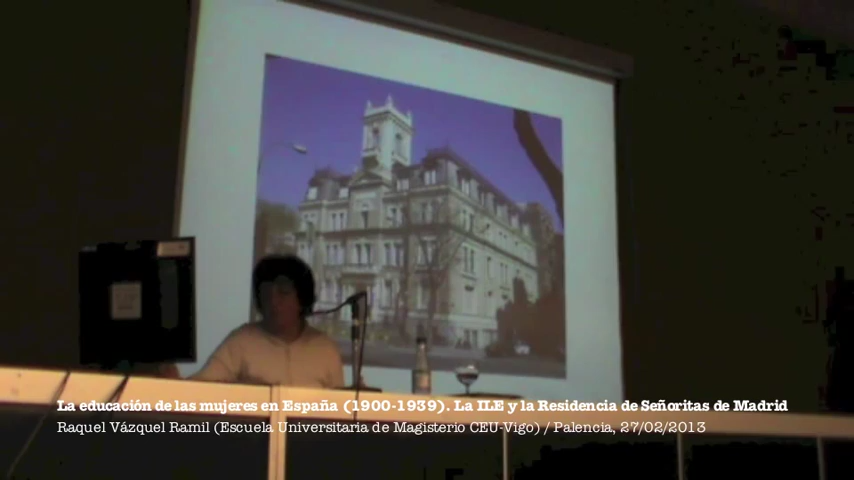 La educación de las mujeres en España (1900-1939). La ILE y la Residencia de Señoritas de Madrid
Raquel Vázquel Ramil (Escuela Universitaria de Magisterio CEU-Vigo) / Palencia, 27/02/2013